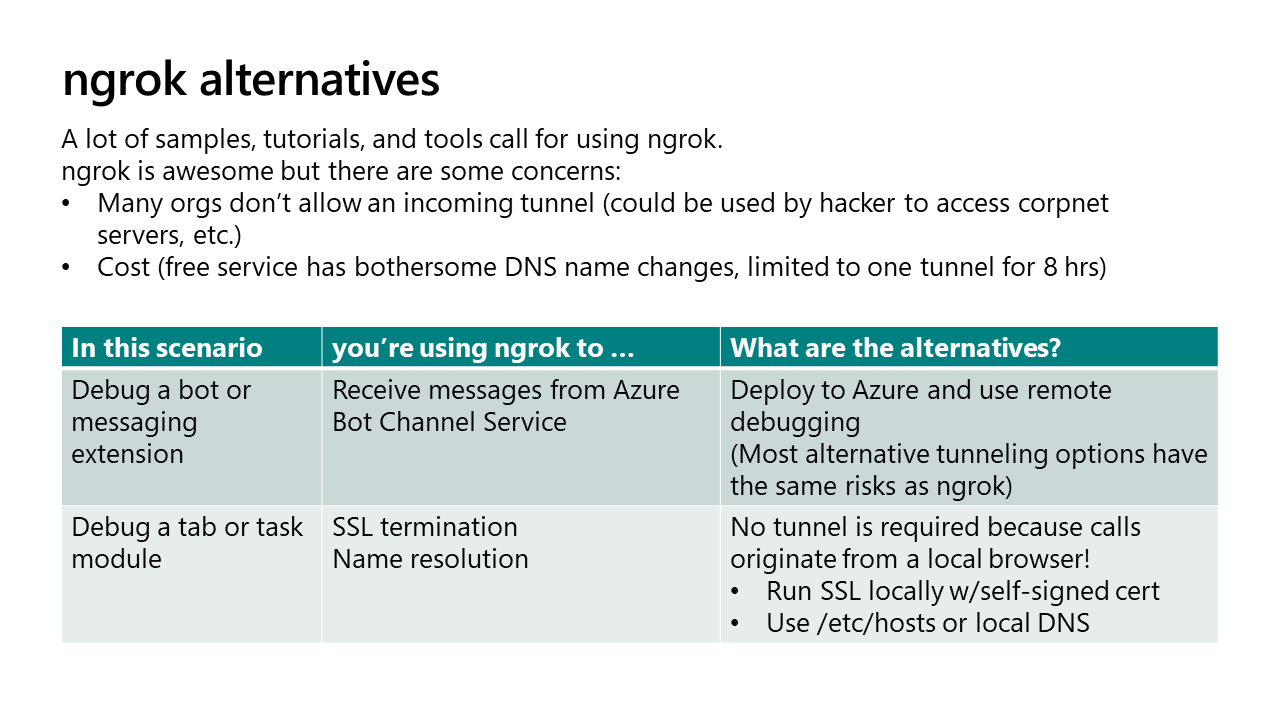 ngrok alternatives
A lot of samples, tutorials, and tools call for using ngrok.
ngrok is awesome but there are some concerns:
• Many orgs don’t allow an incoming tunnel (could be used by hacker to access corpnet
servers, etc.)
• Cost (free service has bothersome DNS name changes, limited to one tunnel for 8 hrs)
In this scenario
you’re using ngrok to …
What are the alternatives?
Debug a bot or
messaging
extension
Receive messages from Azure
Bot Channel Service
Deploy to Azure and use remote
debugging
(Most alternative tunneling options have
the same risks as ngrok)
Debug a tab or task
module
SSL termination
Name resolution
No tunnel is required because calls
originate from a local browser!
• Run SSL locally w/self-signed cert
• Use /etc/hosts or local DNS